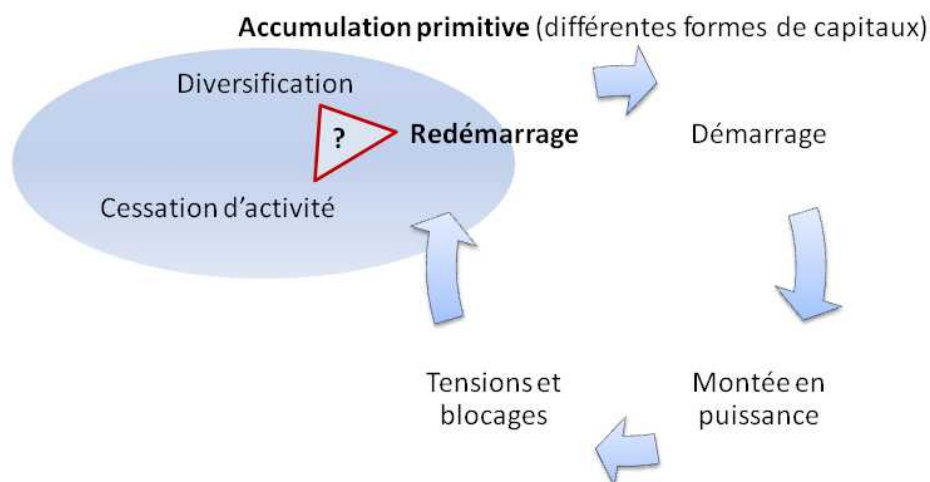 Accumulation primitive (différentes formes de capitaux)
Diversification
?
Redémarrage
Démarrage
Cessation d’activité
Tensions et
blocages
Montée en
puissance